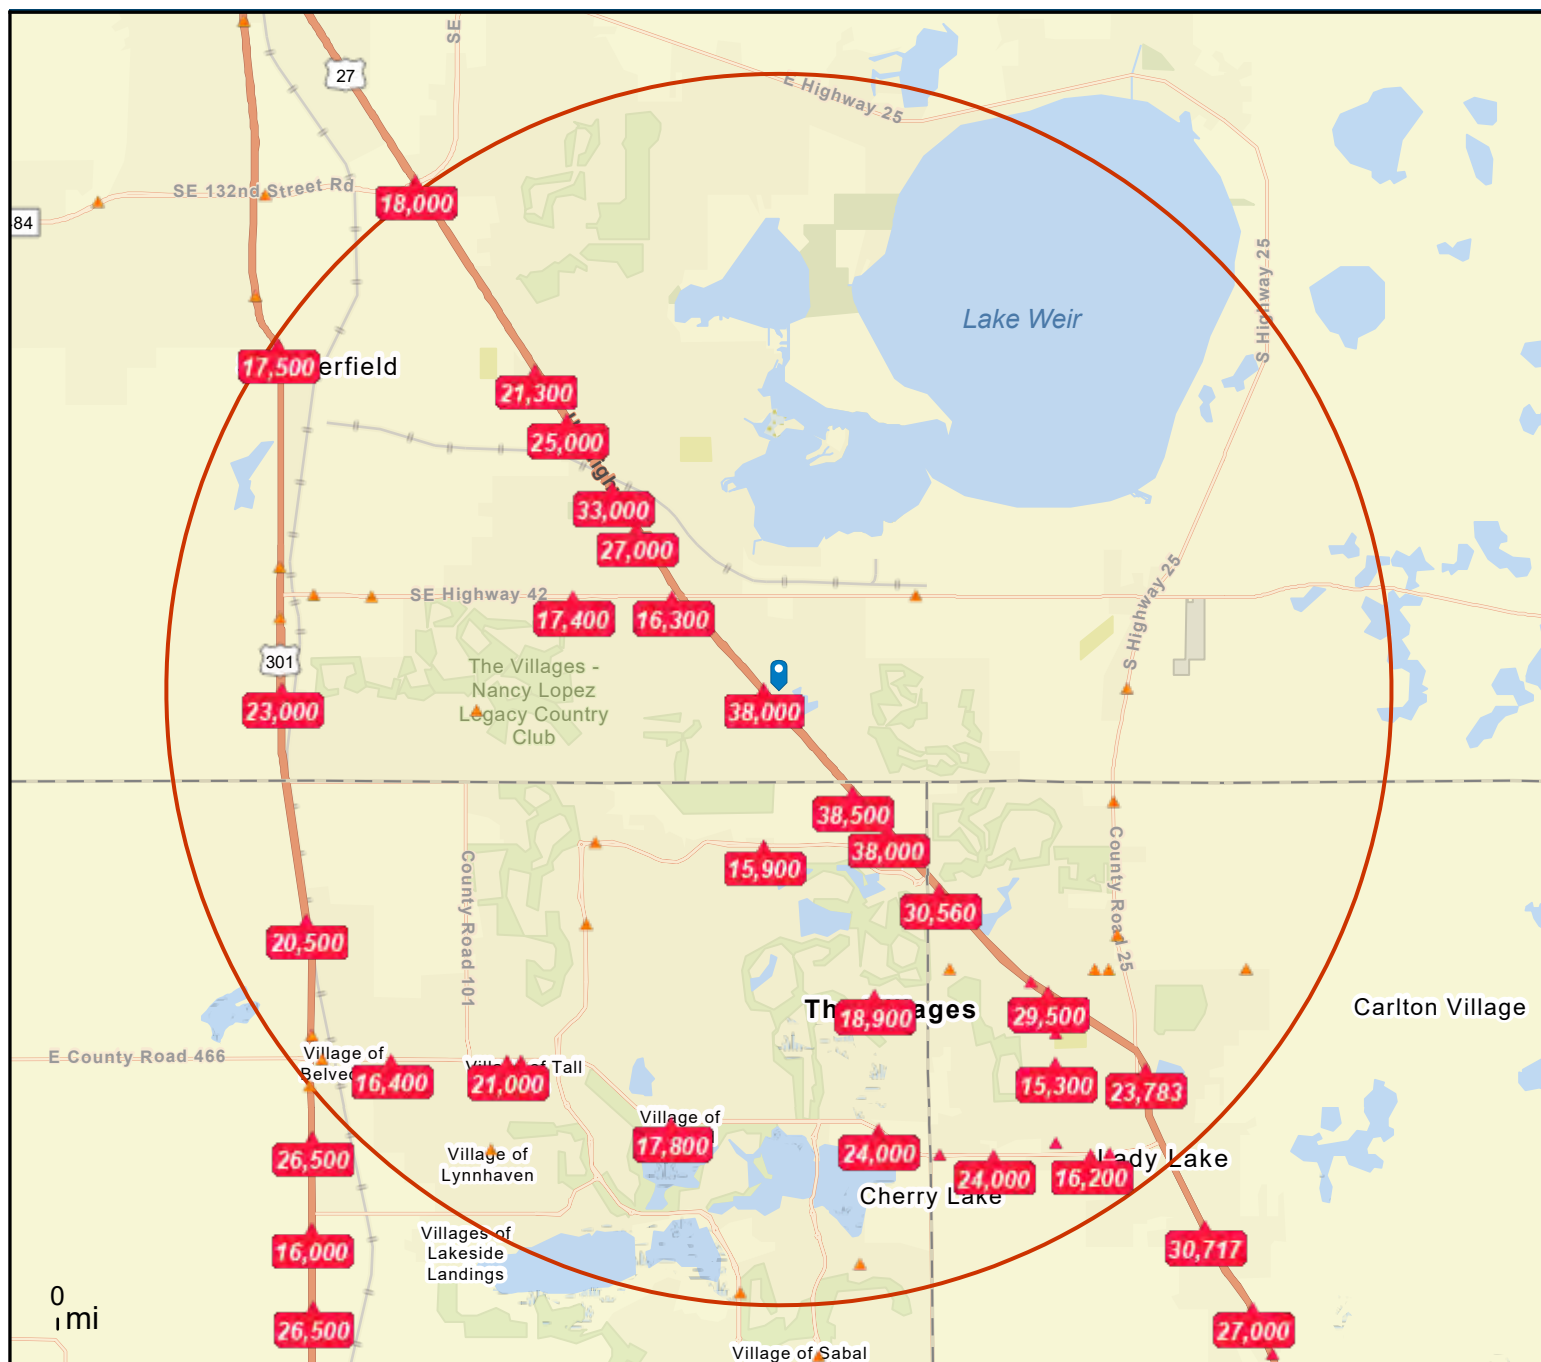 SE
27
E Highway 25
SE 132nd Street Rd
18,000
84
S Highway 25
Lake Weir
17,500
erfield
21,300
25,000
33,000
27,000
SE Highway 42
17,400
16,300
S Highway 25
301
The Villages -
Nancy Lopez
Legacy Country
Club
23,000
38,000
38,500
38,000
15,900
County Road 101
County Road 25
30,560
20,500
The Villages
18,900
29,500
Carlton Village
E County Road 466
Village of
Belve
16,400
Village of Tall
21,000
15,300
23,783
Village of
17,800
24,000
26,500
Village of
Lynnhaven
24,000
16,200
Lady Lake
Cherry Lake
Villages of
Lakeside
Landings
16,000
30,717
0
mi
26,500
27,000
Village of Sabal